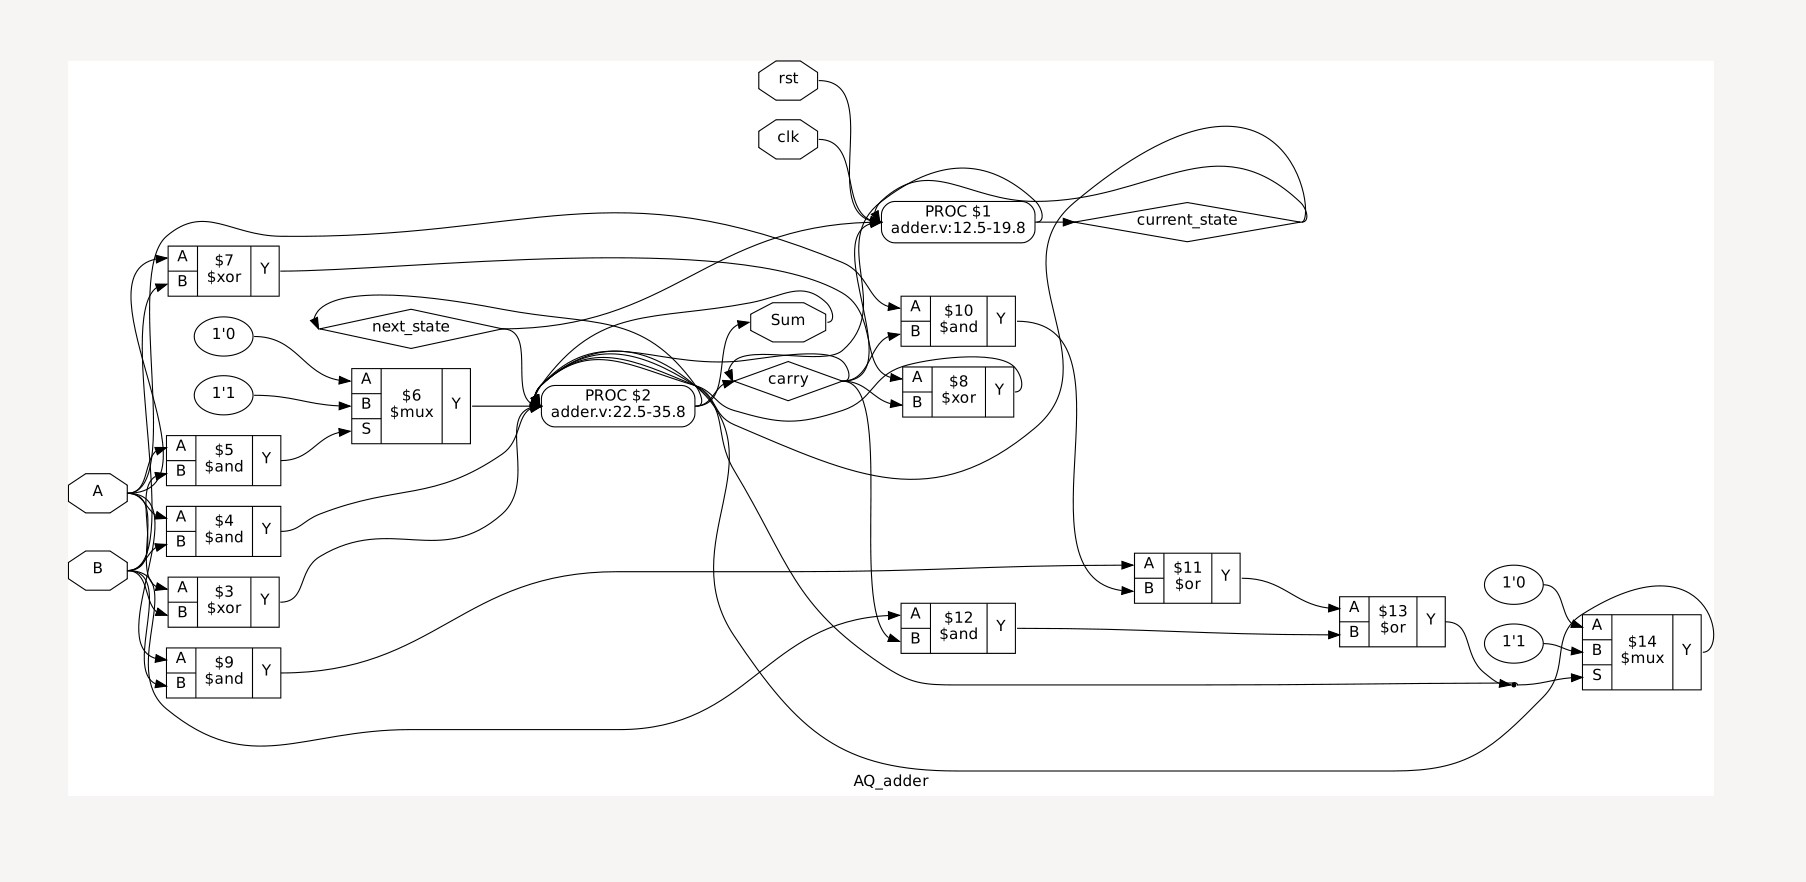 rst
clk
PROC $1
adder.v:12.5-19.8
current_state
A
B
$7
$xor
Y
next_state
Sum
A
B
$10
$and
Y
1'0
1'1
A
B
S
$6
$mux
Y
PROC $2
adder.v:22.5-35.8
carry
A
B
$8
$xor
Y
A
B
$5
$and
Y
A
A
B
$4
$and
Y
B
A
B
$3
$xor
Y
A
B
$9
$and
Y
A
B
$12
$and
Y
A
B
$11
$or
Y
A
B
$13
$or
Y
1'0
1'1
A
B
S
$14
$mux
Y
AQ_adder